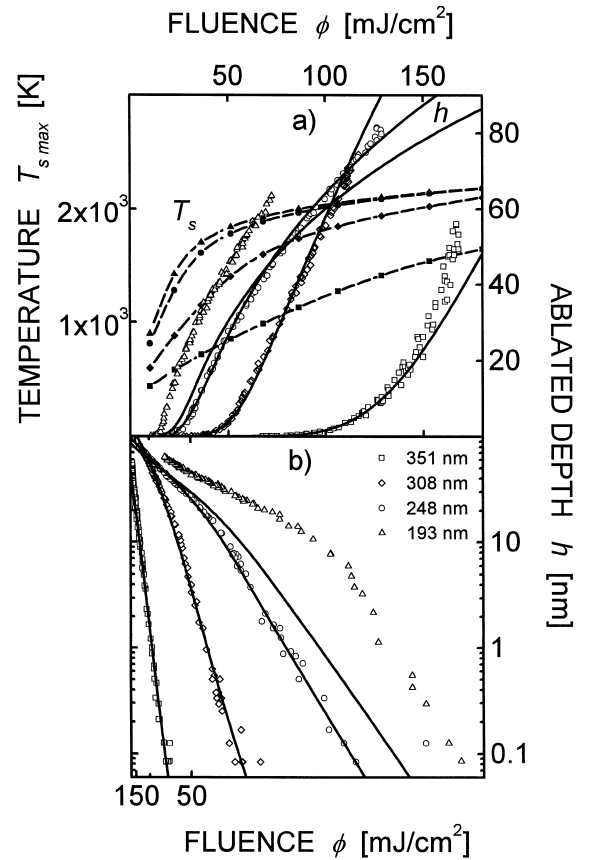 FLUENCE ϕ [mJ/cm²]
50 100 150
a)
h
80
T_s
2x10³
60
40
1x10³
20
TEMPERATURE T_s max [K]
ABLATED DEPTH h [nm]
b)
351 nm
308 nm
248 nm
193 nm
10
1
0.1
150 50
FLUENCE ϕ [mJ/cm²]